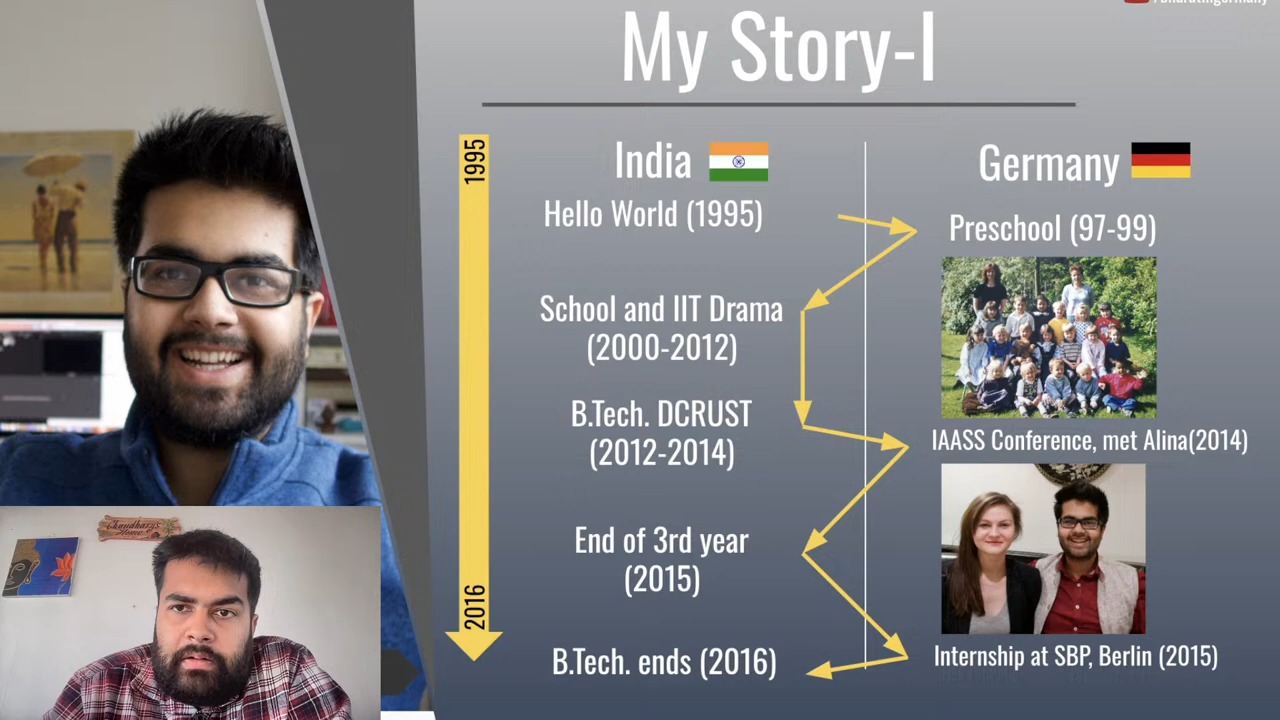 My Story-I
1995
India
Germany
Hello World (1995)
Preschool (97-99)
School and IIT Drama
(2000-2012)
B.Tech. DCRUST
(2012-2014)
IAASS Conference, met Alina(2014)
End of 3rd year
(2015)
2016
B.Tech. ends (2016)
Internship at SBP, Berlin (2015)
Chaudhary's
Home